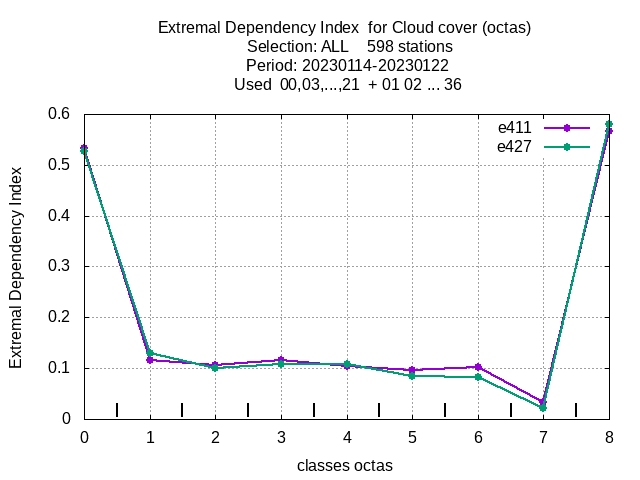 Extremal Dependency Index  for Cloud cover (octas)
Selection: ALL    598 stations
Period: 20230114-20230122
Used  00,03,...,21  + 01 02 ... 36
e411
e427
Extremal Dependency Index
0.6
0.5
0.4
0.3
0.2
0.1
0
0 1 2 3 4 5 6 7 8
classes octas